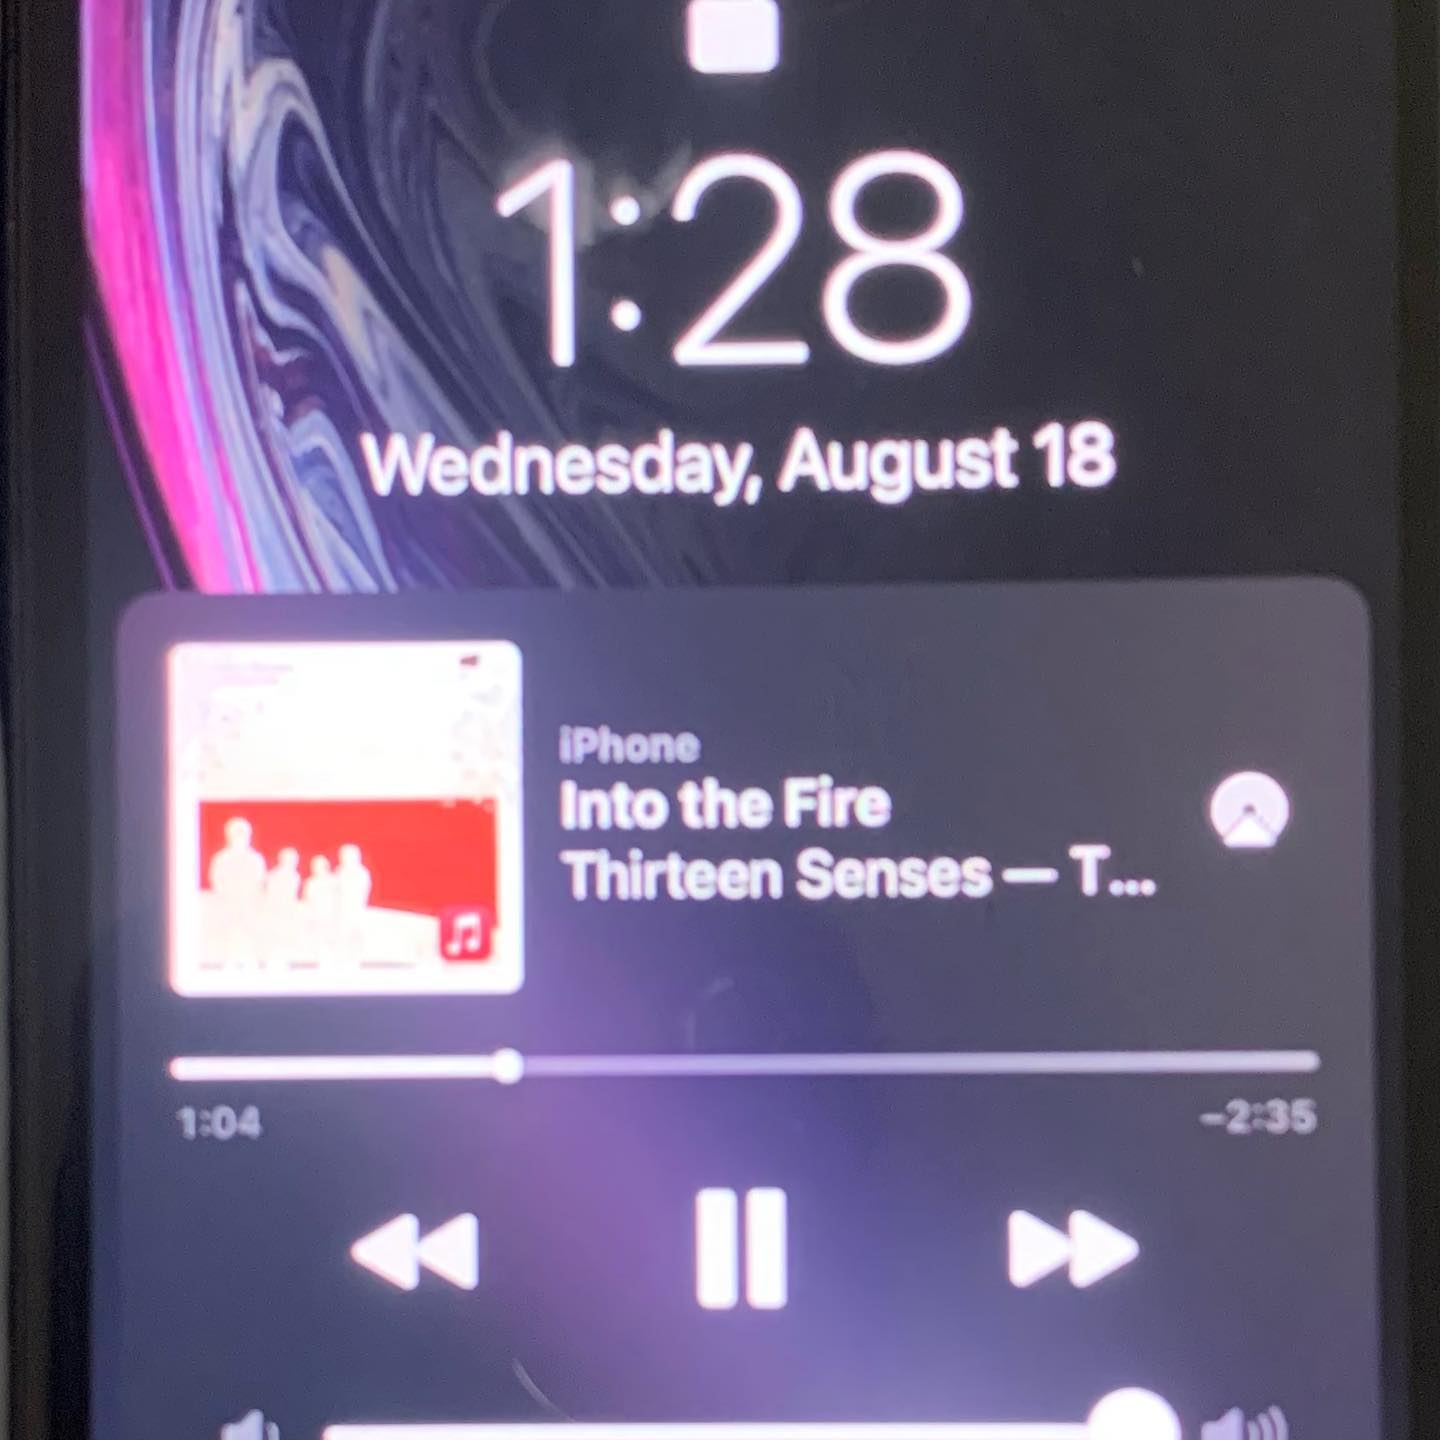 1:28
Wednesday, August 18
iPhone
Into the Fire
Thirteen Senses — T...
1:04
-2:35